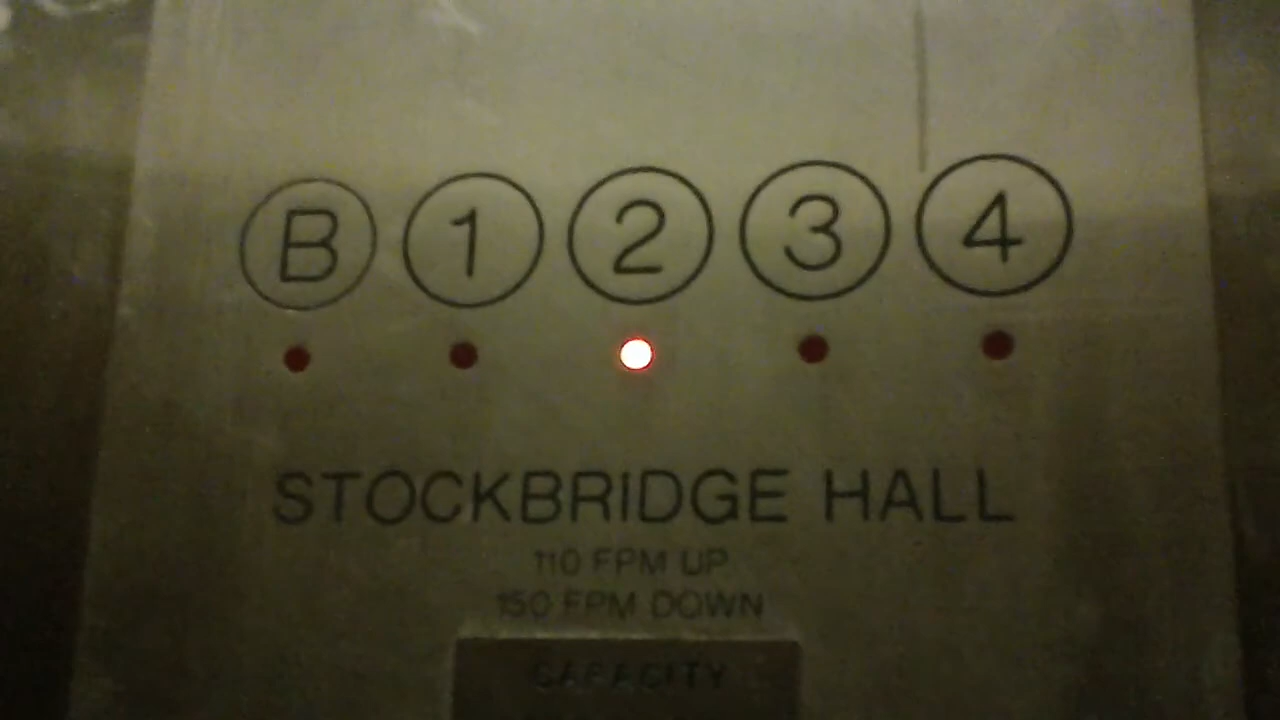 B 1 2 3 4
STOCKBRIDGE HALL
110 FPM UP
150 FPM DOWN
CAPACITY